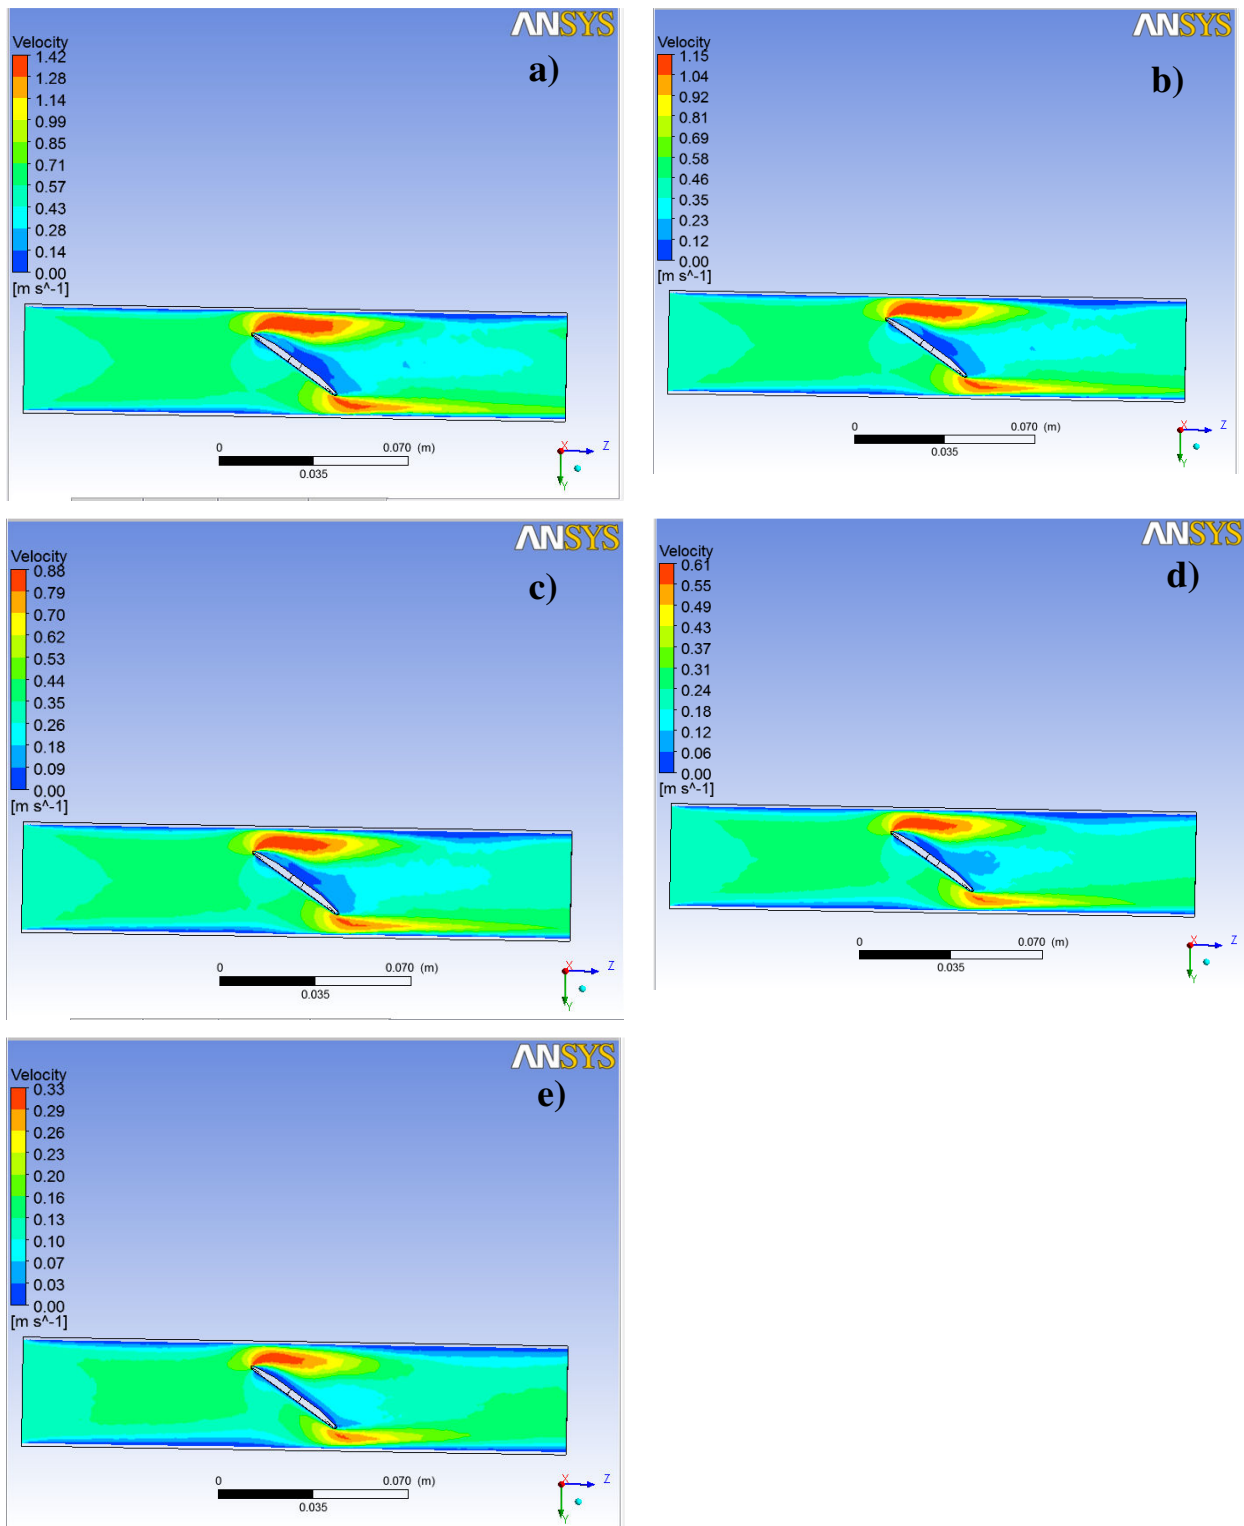 ANSYS
Velocity
1.42
a)
1.28
1.14
0.99
0.85
0.71
0.57
0.43
0.28
0.14
0.00
[m s^-1]
0 0.070 (m)
0.035
X Z
Y
ANSYS
Velocity
1.15
b)
1.04
0.92
0.81
0.69
0.58
0.46
0.35
0.23
0.12
0.00
[m s^-1]
0 0.070 (m)
0.035
X Z
Y
ANSYS
Velocity
0.88
c)
0.79
0.70
0.62
0.53
0.44
0.35
0.26
0.18
0.09
0.00
[m s^-1]
0 0.070 (m)
0.035
X Z
Y
ANSYS
Velocity
0.61
d)
0.55
0.49
0.43
0.37
0.31
0.24
0.18
0.12
0.06
0.00
[m s^-1]
0 0.070 (m)
0.035
X Z
Y
ANSYS
Velocity
0.33
e)
0.29
0.26
0.23
0.20
0.16
0.13
0.10
0.07
0.03
0.00
[m s^-1]
0 0.070 (m)
0.035
X Z
Y